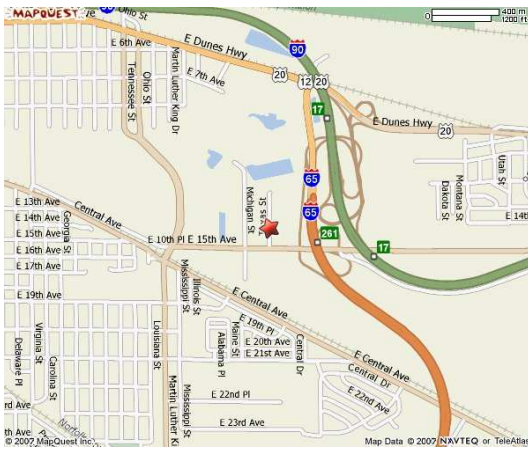 MAPQUEST
Ohio St
90
400 m
1200 ft
E 6th Ave
E Dunes Hwy
90
Tennessee St
Ohio St
Martin Luther King Dr
E 7th Ave
20
12
20
17
E Dunes Hwy
20
65
Utah St
Montana St
Dakota St
Michigan St
65
E 13th Ave
Central Ave
E 14th Ave
Georgia St
E 15th Ave
E 10th Pl
E 15th Ave
261
E 14th
E 16th Ave
17
E 17th Ave
Mississippi St
Illinois St
E Central Ave
E 19th Ave
E 19th Pl
Virginia St
Louisiana St
Alabama Pl
Maine St
E 20th Ave
Central Dr
Delaware Pl
Carolina St
E 21st Ave
E Central Ave
Central Dr
E 22nd Pl
E 22nd Ave
rd Ave
Martin Luther Ki
E 23rd Ave
Norfolk
th Ave
© 2007 MapQuest Inc.
Map Data © 2007 NAVTEQ or TeleAtlas